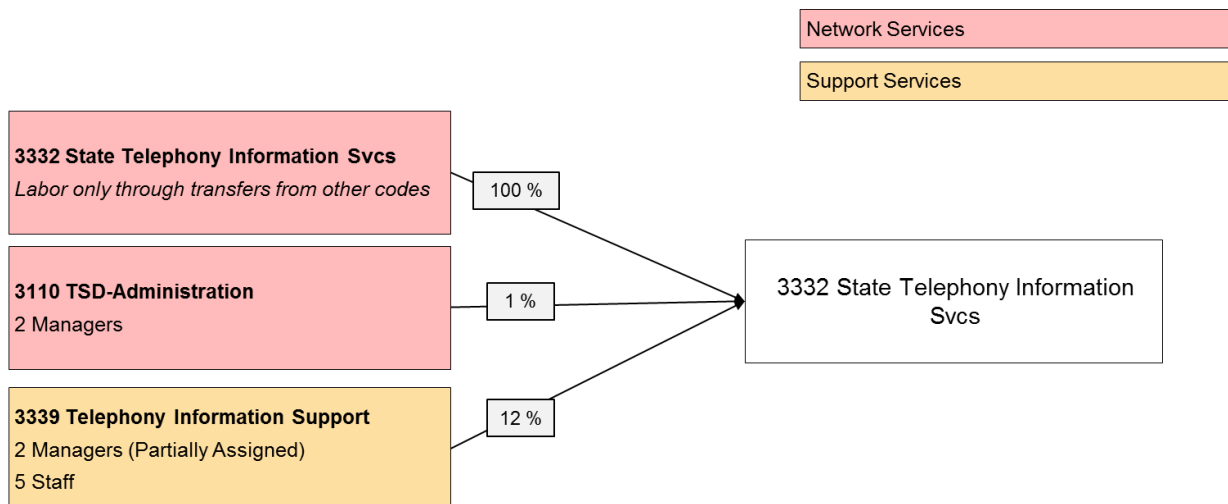 Network Services
Support Services
3332 State Telephony Information Svcs
Labor only through transfers from other codes
100 %
3110 TSD-Administration
2 Managers
1 %
3332 State Telephony Information
Svcs
3339 Telephony Information Support
2 Managers (Partially Assigned)
5 Staff
12 %